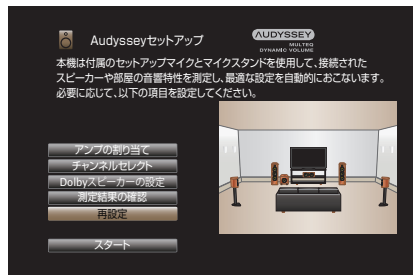 Audysseyセットアップ
AUDYSSEY
MULTEQ
DYNAMIC VOLUME
本機は付属のセットアップマイクとマイクスタンドを使用して、接続された
スピーカーや部屋の音響特性を測定し、最適な設定を自動的におこないます。
必要に応じて、以下の項目を設定してください。
アンプの割り当て
チャンネルセレクト
Dolbyスピーカーの設定
測定結果の確認
再設定
スタート